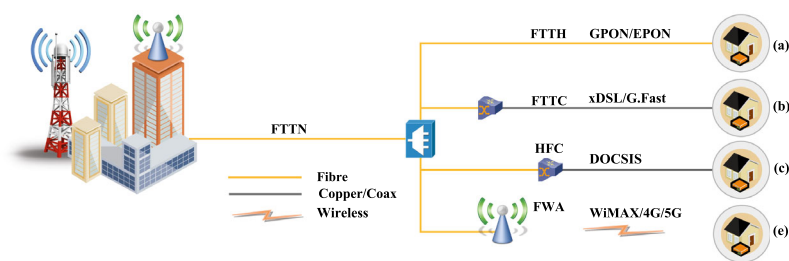 FTTH GPON/EPON (a)
FTTC xDSL/G.Fast (b)
FTTN
HFC DOCSIS (c)
Fibre
Copper/Coax
Wireless
FWA WiMAX/4G/5G (e)